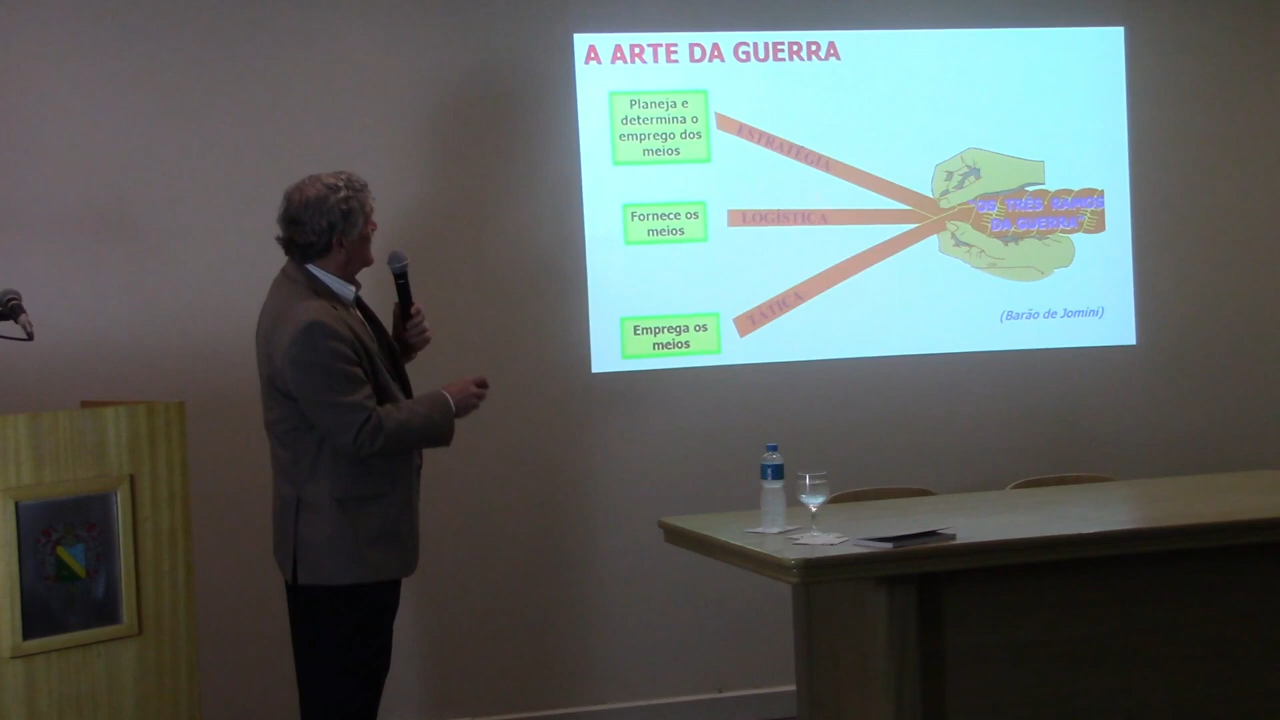 A ARTE DA GUERRA
Planeja e
determina o
emprego dos
meios
ESTRATÉGIA
Fornece os
meios
LOGÍSTICA
"OS TRÊS RAMOS
DA GUERRA"
Emprega os
meios
TÁTICA
(Barão de Jomini)